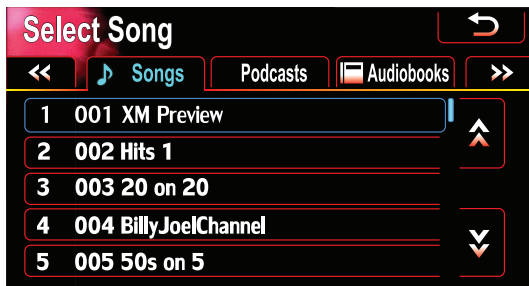 Select Song
<< Songs Podcasts Audiobooks >>
1 001 XM Preview
2 002 Hits 1
3 003 20 on 20
4 004 BillyJoelChannel
5 005 50s on 5